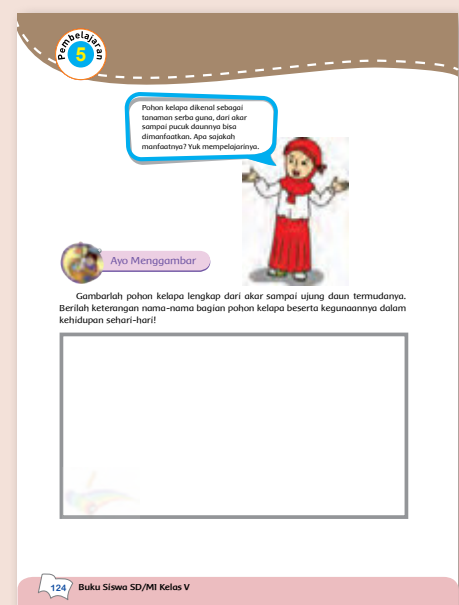 Pembelajaran
5
Pohon kelapa dikenal sebagai
tanaman serba guna, dari akar
sampai pucuk daunnya bisa
dimanfaatkan. Apa sajakah
manfaatnya? Yuk mempelajarinya.
Ayo Menggambar
Gambarlah pohon kelapa lengkap dari akar sampai ujung daun termudanya.
Berilah keterangan nama-nama bagian pohon kelapa beserta kegunaannya dalam
kehidupan sehari-hari!
124 Buku Siswa SD/MI Kelas V